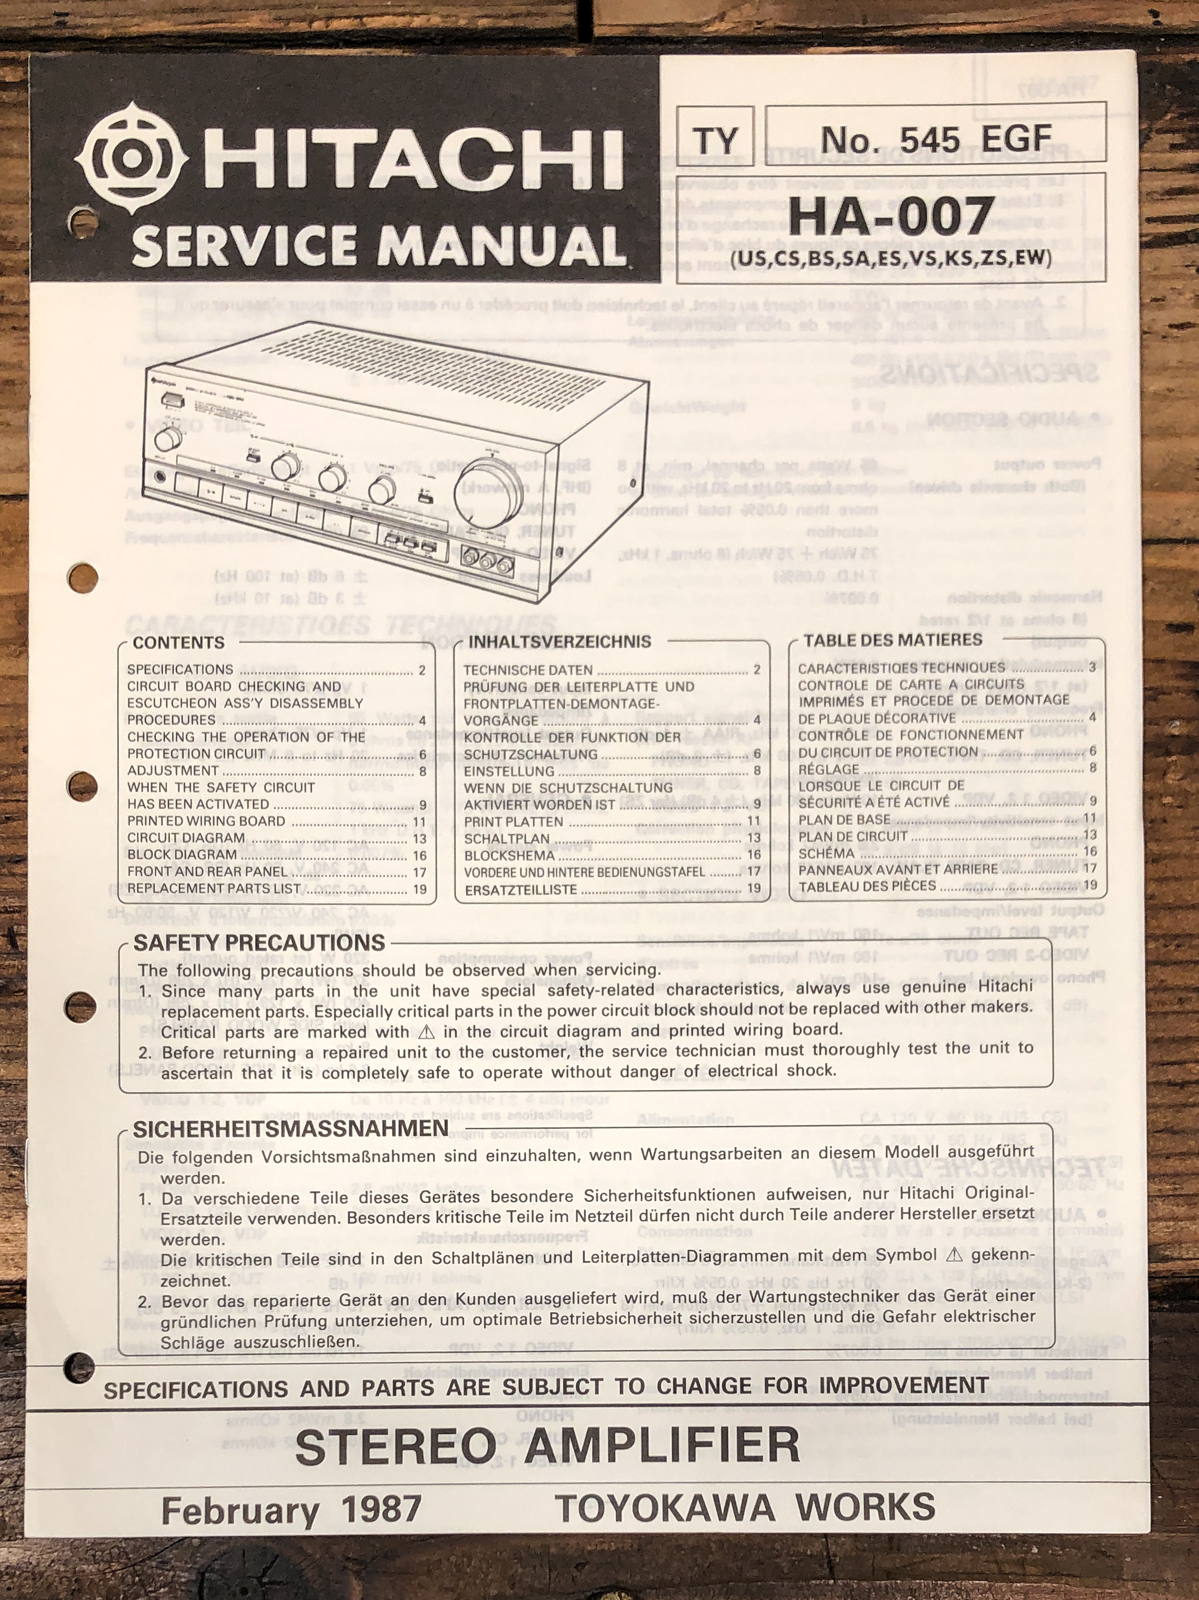 HITACHI
SERVICE MANUAL
TY
No. 545 EGF
HA-007
(US,CS,BS,SA,ES,VS,KS,ZS,EW)
CONTENTS
SPECIFICATIONS ........ 2
CIRCUIT BOARD CHECKING AND
ESCUTCHEON ASS'Y DISASSEMBLY
PROCEDURES ........ 4
CHECKING THE OPERATION OF THE
PROTECTION CIRCUIT ........ 6
ADJUSTMENT ........ 8
WHEN THE SAFETY CIRCUIT
HAS BEEN ACTIVATED ........ 9
PRINTED WIRING BOARD ........ 11
CIRCUIT DIAGRAM ........ 13
BLOCK DIAGRAM ........ 16
FRONT AND REAR PANEL ........ 17
REPLACEMENT PARTS LIST ........ 19
INHALTSVERZEICHNIS
TECHNISCHE DATEN ........ 2
PRÜFUNG DER LEITERPLATTE UND
FRONTPLATTEN-DEMONTAGE-
VORGÄNGE ........ 4
KONTROLLE DER FUNKTION DER
SCHUTZSCHALTUNG ........ 6
EINSTELLUNG ........ 8
WENN DIE SCHUTZSCHALTUNG
AKTIVIERT WORDEN IST ........ 9
PRINT PLATTEN ........ 11
SCHALTPLAN ........ 13
BLOCKSHEMA ........ 16
VORDERE UND HINTERE BEDIENUNGSTAFEL ........ 17
ERSATZTEILLISTE ........ 19
TABLE DES MATIERES
CARACTERISTIQES TECHNIQUES ........ 3
CONTROLE DE CARTE A CIRCUITS
IMPRIMÉS ET PROCEDE DE DEMONTAGE
DE PLAQUE DÉCORATIVE ........ 4
CONTRÔLE DE FONCTIONNEMENT
DU CIRCUIT DE PROTECTION ........ 6
RÉGLAGE ........ 8
LORSQUE LE CIRCUIT DE
SÉCURITÉ A ÉTÉ ACTIVÉ ........ 9
PLAN DE BASE ........ 11
PLAN DE CIRCUIT ........ 13
SCHÉMA ........ 16
PANNEAUX AVANT ET ARRIERE ........ 17
TABLEAU DES PIÈCES ........ 19
SAFETY PRECAUTIONS
The following precautions should be observed when servicing.
1. Since many parts in the unit have special safety-related characteristics, always use genuine Hitachi
replacement parts. Especially critical parts in the power circuit block should not be replaced with other makers.
Critical parts are marked with ⚠ in the circuit diagram and printed wiring board.
2. Before returning a repaired unit to the customer, the service technician must thoroughly test the unit to
ascertain that it is completely safe to operate without danger of electrical shock.
SICHERHEITSMASSNAHMEN
Die folgenden Vorsichtsmaßnahmen sind einzuhalten, wenn Wartungsarbeiten an diesem Modell ausgeführt
werden.
1. Da verschiedene Teile dieses Gerätes besondere Sicherheitsfunktionen aufweisen, nur Hitachi Original-
Ersatzteile verwenden. Besonders kritische Teile im Netzteil dürfen nicht durch Teile anderer Hersteller ersetzt
werden.
Die kritischen Teile sind in den Schaltplänen und Leiterplatten-Diagrammen mit dem Symbol ⚠ gekenn-
zeichnet.
2. Bevor das reparierte Gerät an den Kunden ausgeliefert wird, muß der Wartungstechniker das Gerät einer
gründlichen Prüfung unterziehen, um optimale Betriebsicherheit sicherzustellen und die Gefahr elektrischer
Schläge auszuschließen.
SPECIFICATIONS AND PARTS ARE SUBJECT TO CHANGE FOR IMPROVEMENT
STEREO AMPLIFIER
February 1987
TOYOKAWA WORKS